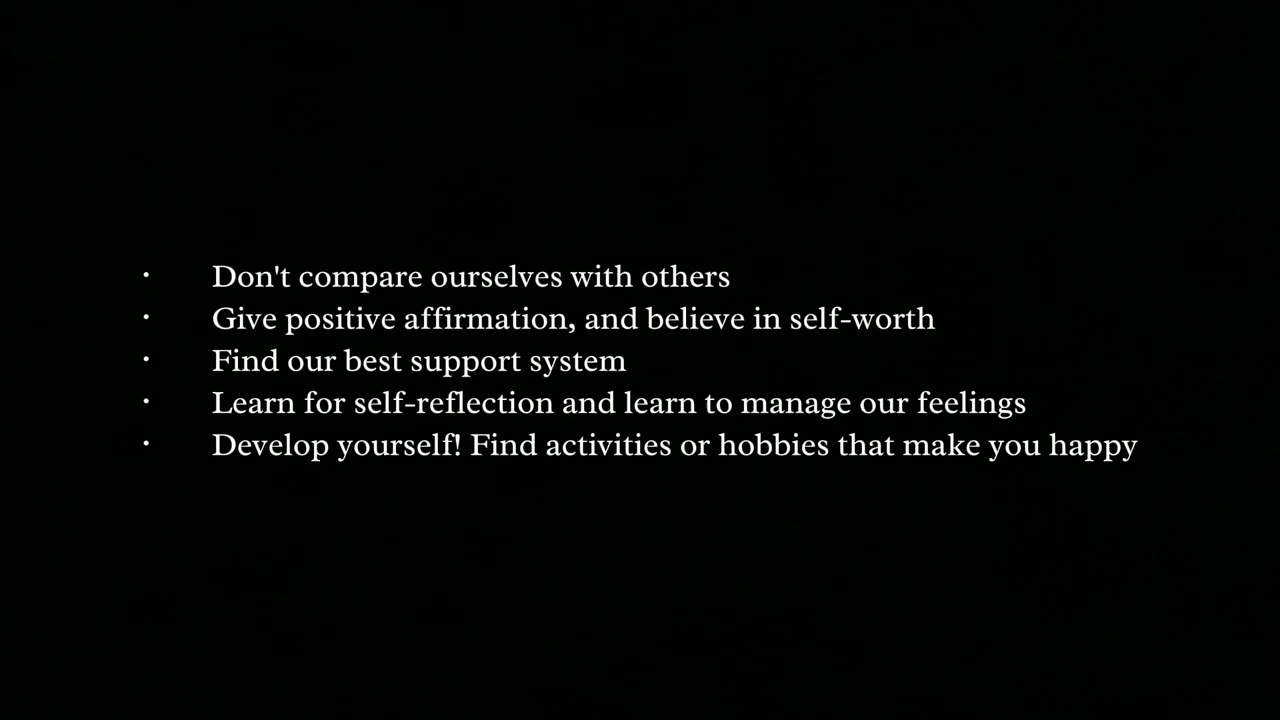 · Don't compare ourselves with others
· Give positive affirmation, and believe in self-worth
· Find our best support system
· Learn for self-reflection and learn to manage our feelings
· Develop yourself! Find activities or hobbies that make you happy